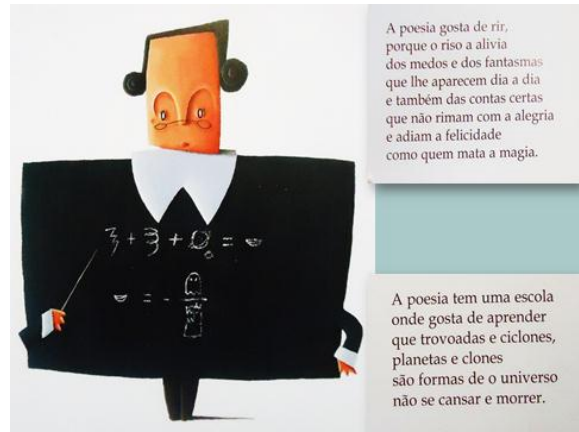 A poesia gosta de rir,
porque o riso a alivia
dos medos e dos fantasmas
que lhe aparecem dia a dia
e também das contas certas
que não rimam com a alegria
e adiam a felicidade
como quem mata a magia.
A poesia tem uma escola
onde gosta de aprender
que trovoadas e ciclones,
planetas e clones
são formas de o universo
não se cansar e morrer.